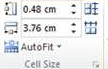 0.48 cm
3.76 cm
AutoFit
Cell Size